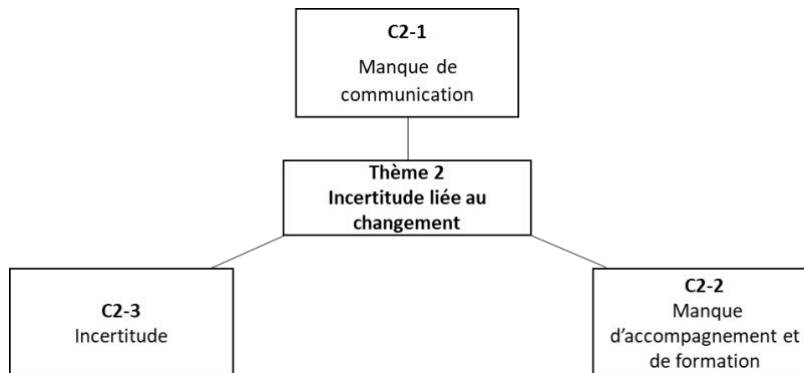 C2-1
Manque de
communication
Thème 2
Incertitude liée au
changement
C2-3
Incertitude
C2-2
Manque
d'accompagnement et
de formation